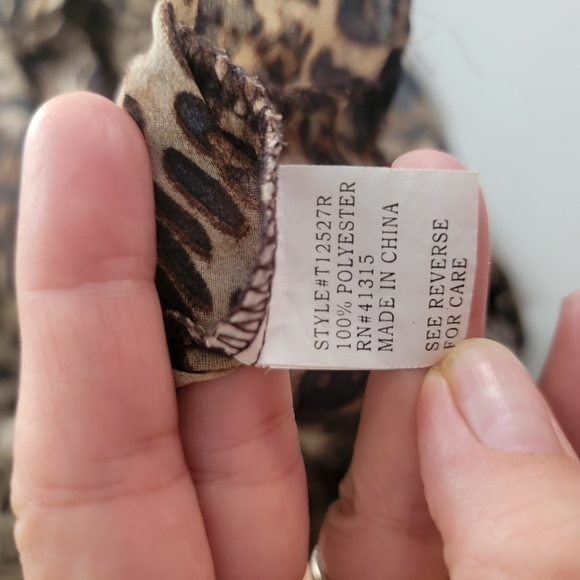 STYLE#T12527R
100% POLYESTER
RN#41315
MADE IN CHINA
SEE REVERSE
FOR CARE